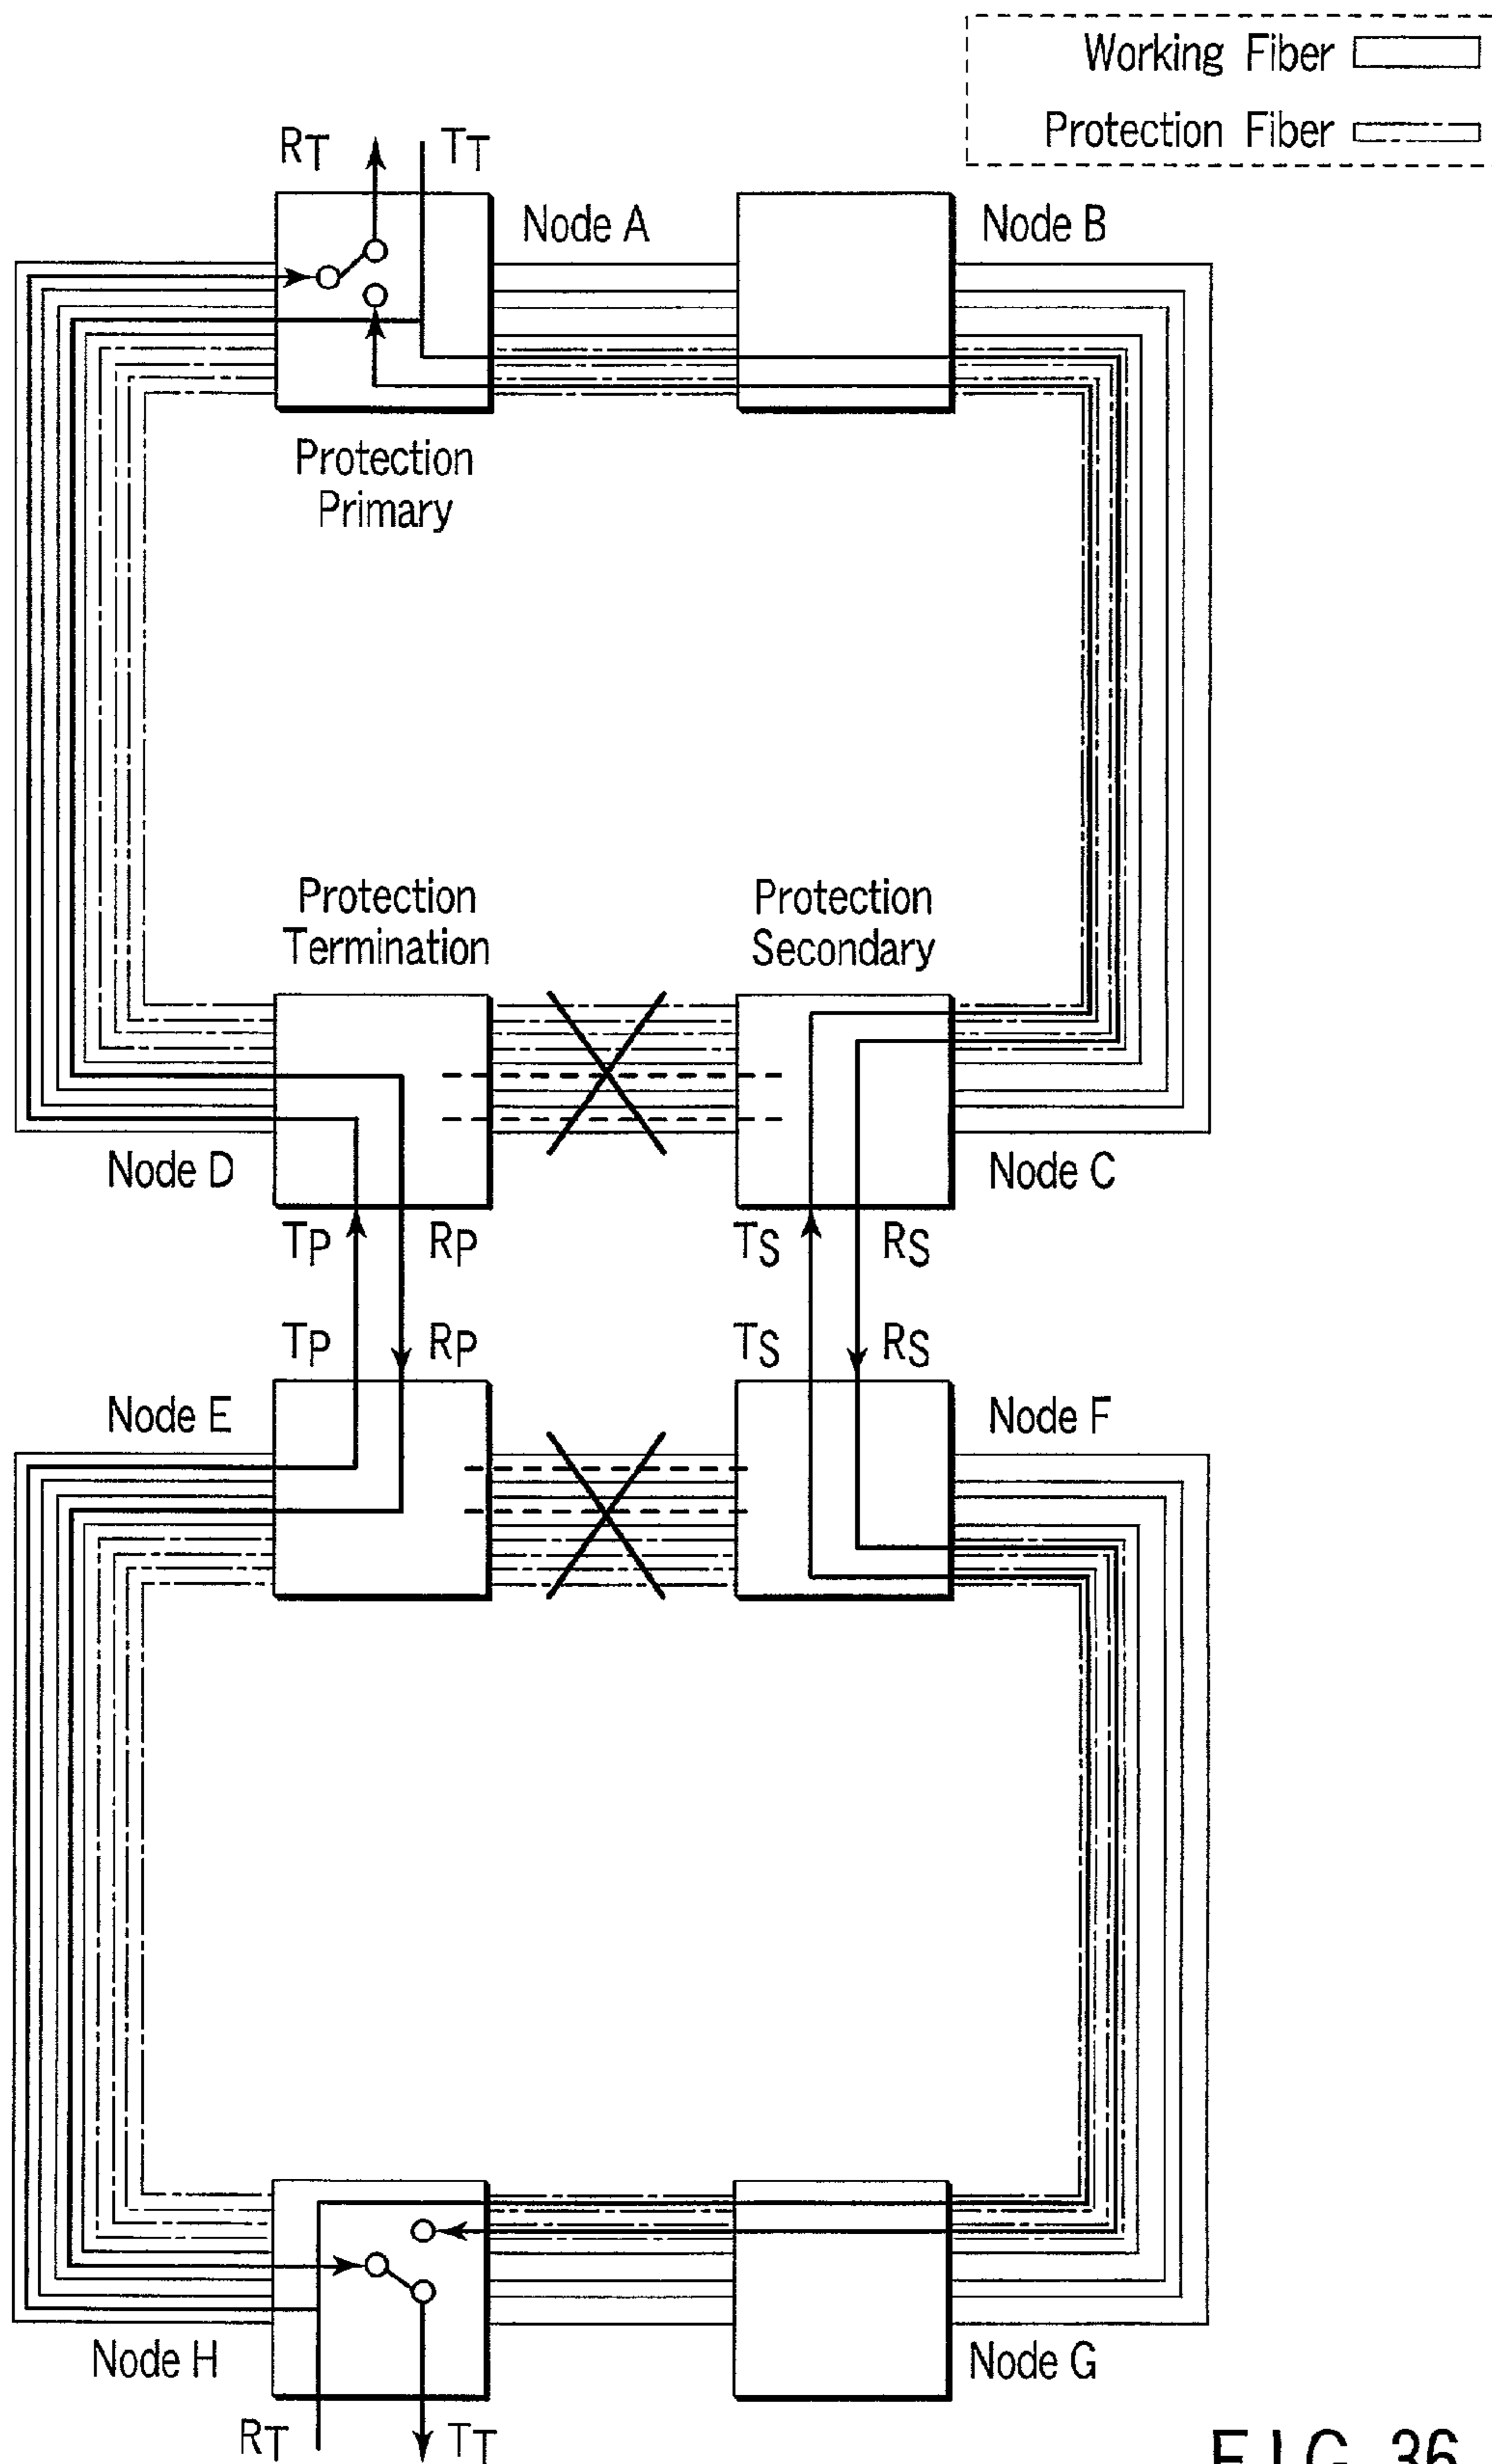 Working Fiber
Protection Fiber
RT TT
Node A
Node B
Protection
Primary
Protection
Termination
Protection
Secondary
Node D
Node C
TP RP
TS RS
TP RP
TS RS
Node E
Node F
Node H
Node G
RT TT
FIG. 36